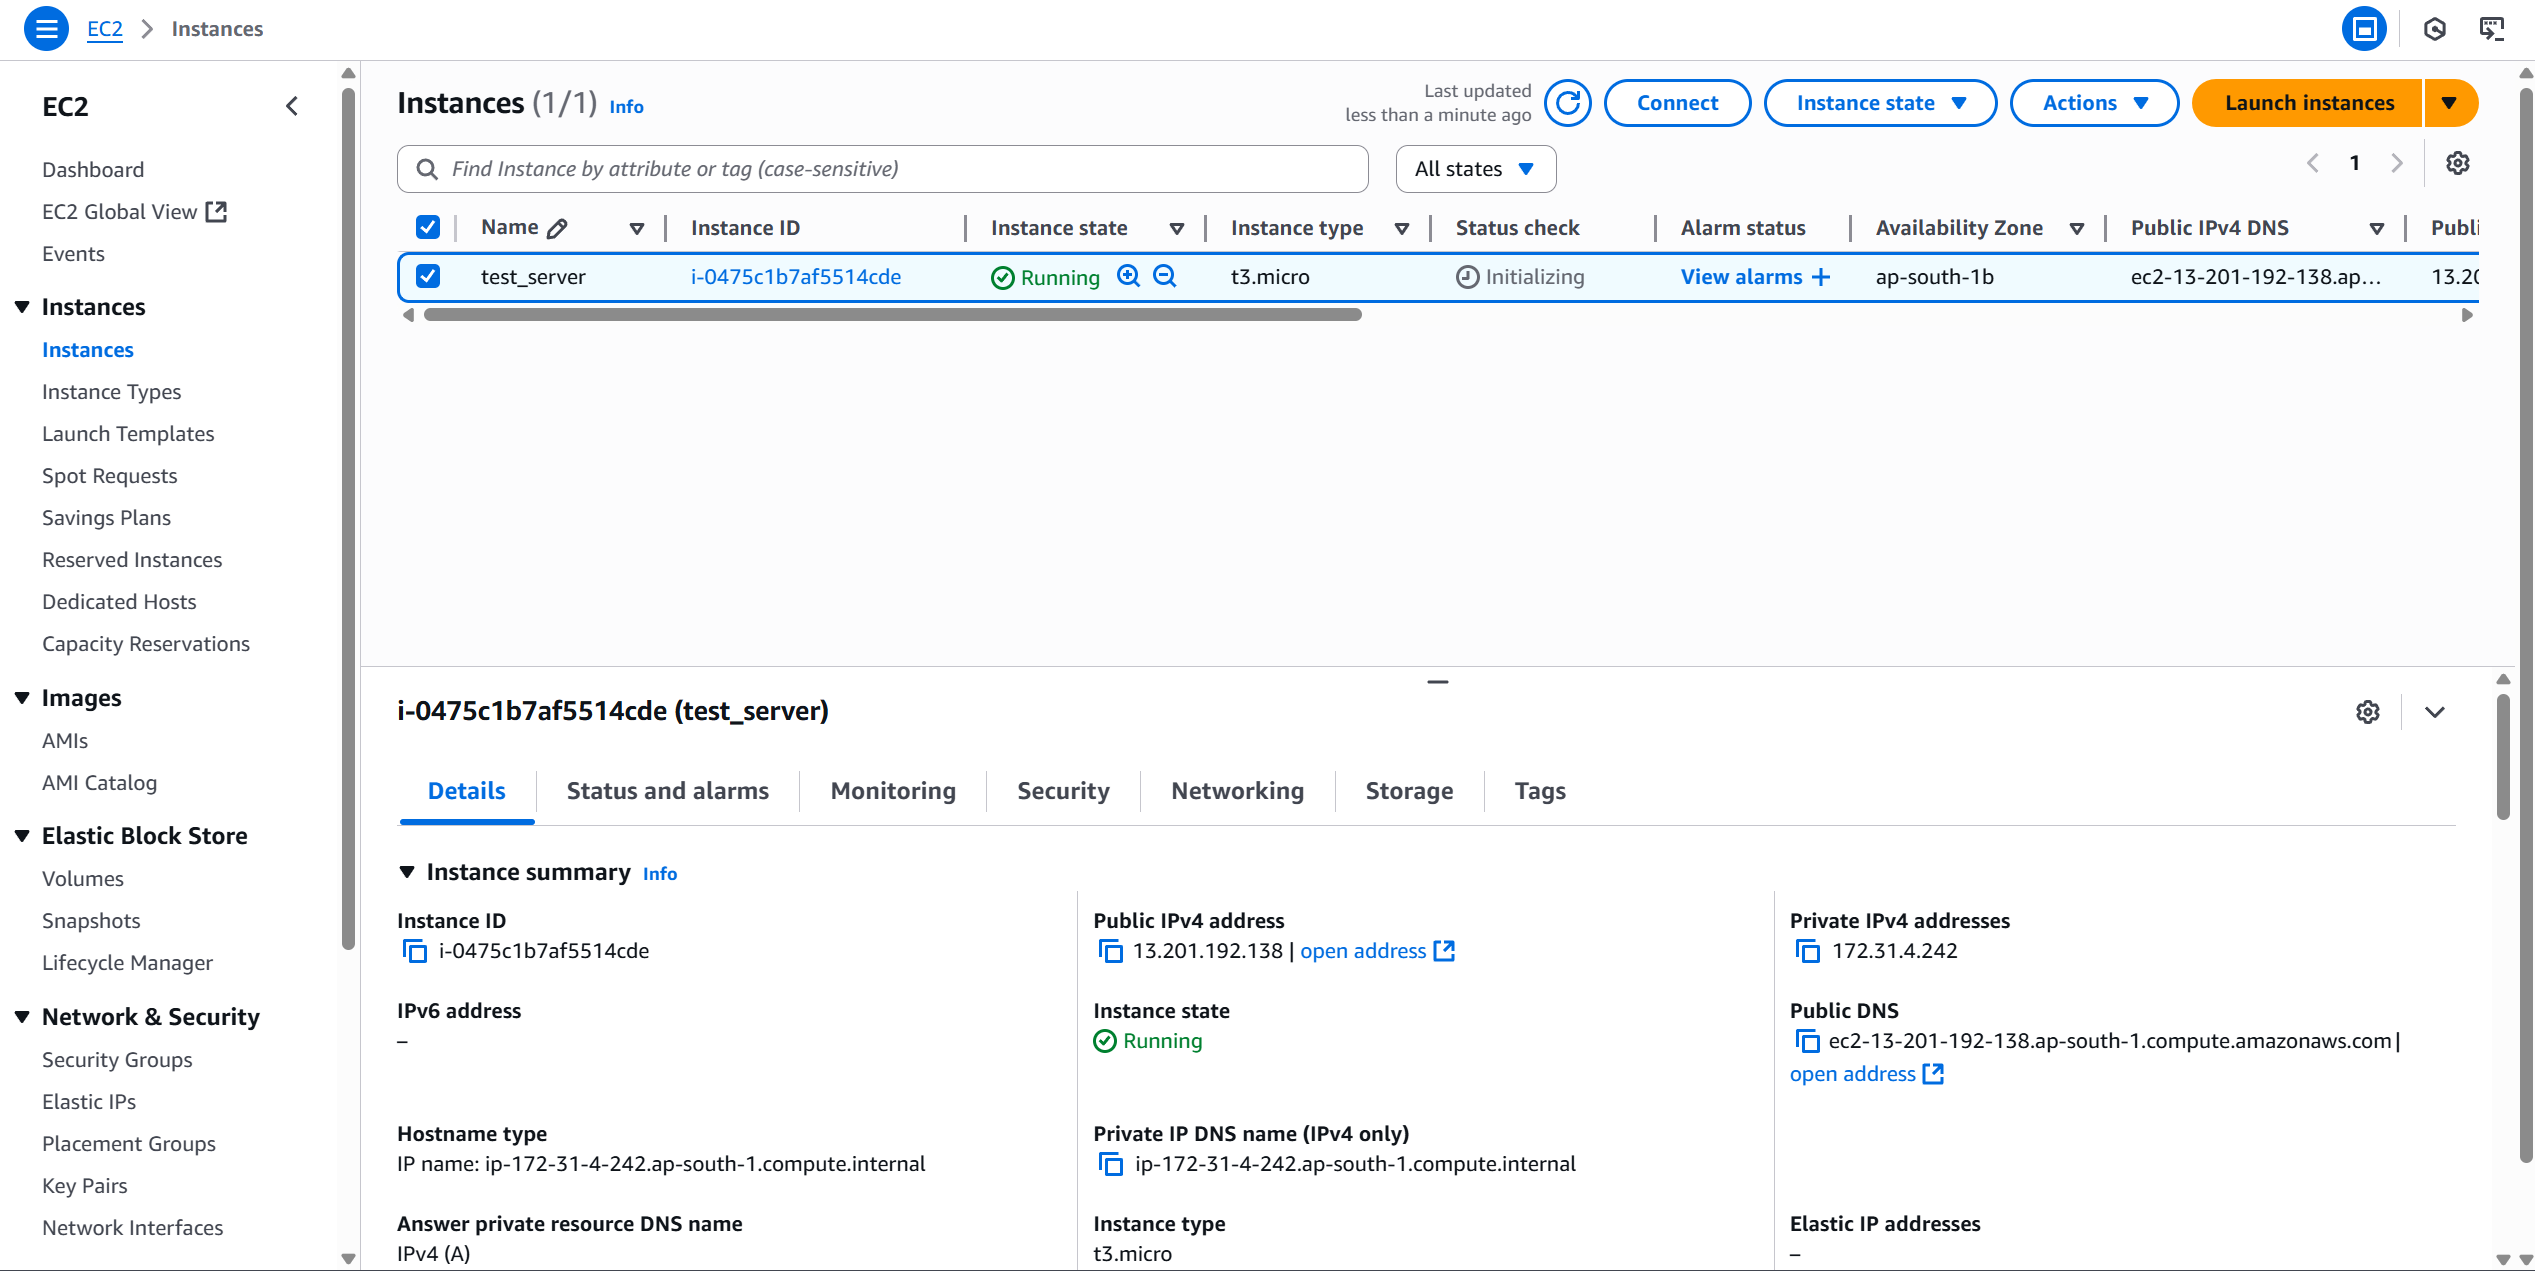 EC2 > Instances
EC2
Dashboard
EC2 Global View
Events
Instances
Instances
Instance Types
Launch Templates
Spot Requests
Savings Plans
Reserved Instances
Dedicated Hosts
Capacity Reservations
Images
AMIs
AMI Catalog
Elastic Block Store
Volumes
Snapshots
Lifecycle Manager
Network & Security
Security Groups
Elastic IPs
Placement Groups
Key Pairs
Network Interfaces
Instances (1/1) Info
Last updated
less than a minute ago
Connect
Instance state
Actions
Launch instances
Find Instance by attribute or tag (case-sensitive)
All states
1
Name Instance ID Instance state Instance type Status check Alarm status Availability Zone Public IPv4 DNS Publi
test_server i-0475c1b7af5514cde Running t3.micro Initializing View alarms + ap-south-1b ec2-13-201-192-138.ap... 13.20
i-0475c1b7af5514cde (test_server)
Details Status and alarms Monitoring Security Networking Storage Tags
Instance summary Info
Instance ID
i-0475c1b7af5514cde
Public IPv4 address
13.201.192.138 | open address
Private IPv4 addresses
172.31.4.242
IPv6 address
–
Instance state
Running
Public DNS
ec2-13-201-192-138.ap-south-1.compute.amazonaws.com |
open address
Hostname type
IP name: ip-172-31-4-242.ap-south-1.compute.internal
Private IP DNS name (IPv4 only)
ip-172-31-4-242.ap-south-1.compute.internal
Answer private resource DNS name
IPv4 (A)
Instance type
t3.micro
Elastic IP addresses
–